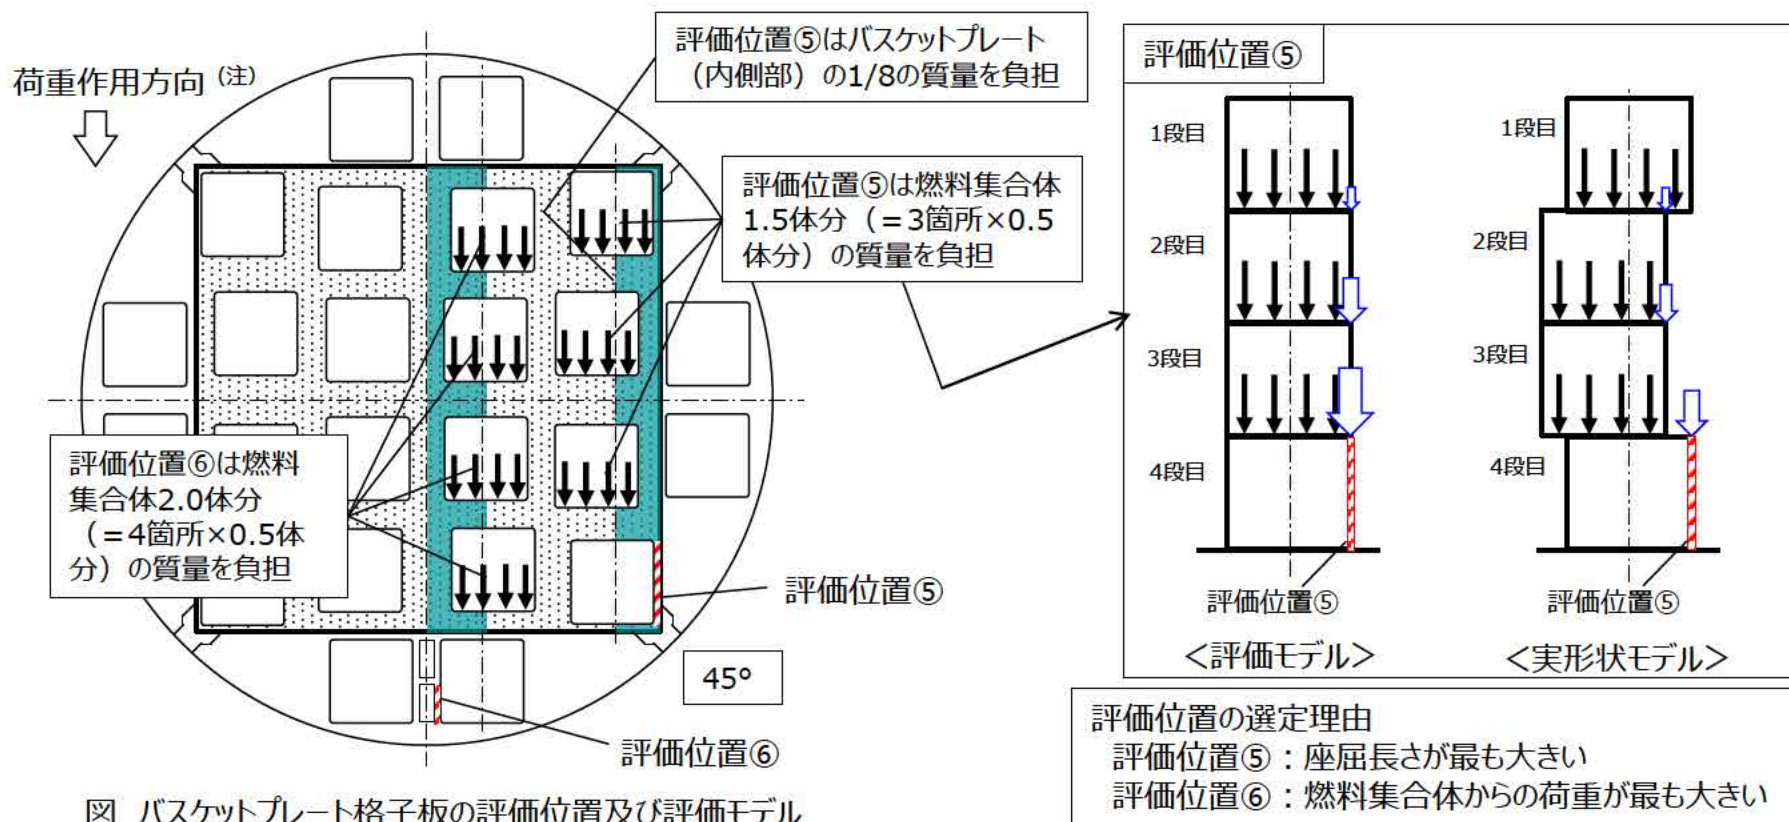 荷重作用方向(注)
評価位置⑤はバスケットプレート
(内側部)の1/8の質量を負担
評価位置⑤は燃料集合体
1.5体分(=3箇所×0.5
体分)の質量を負担
評価位置⑥は燃料
集合体2.0体分
(=4箇所×0.5体
分)の質量を負担
評価位置⑤
45°
評価位置⑥
図 バスケットプレート格子板の評価位置及び評価モデル
評価位置⑤
1段目
2段目
3段目
4段目
評価位置⑤
<評価モデル>
1段目
2段目
3段目
4段目
評価位置⑤
<実形状モデル>
評価位置の選定理由
評価位置⑤:座屈長さが最も大きい
評価位置⑥:燃料集合体からの荷重が最も大きい